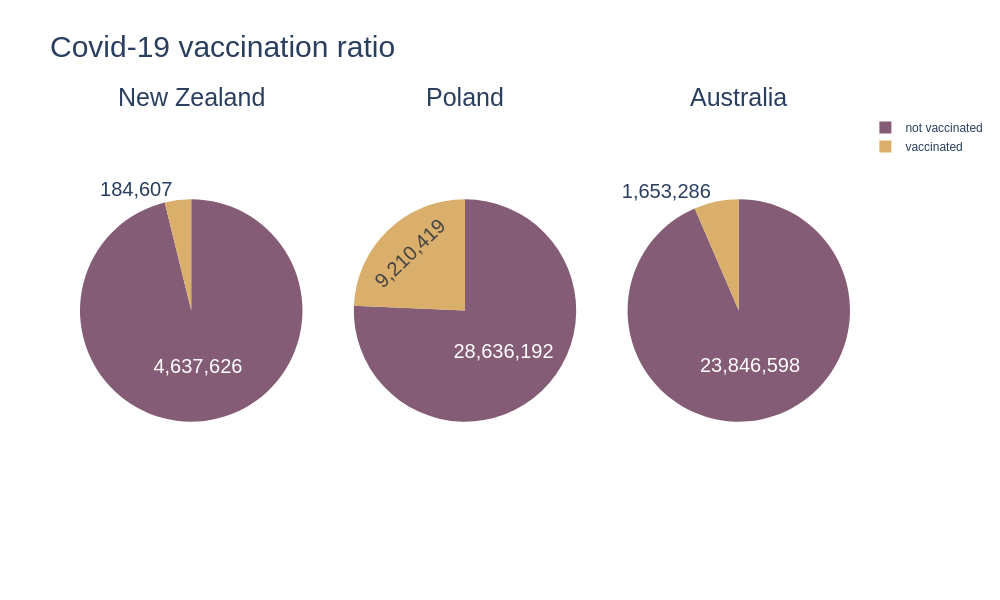 Covid-19 vaccination ratio
New Zealand
Poland
Australia
not vaccinated
vaccinated
184,607
4,637,626
9,210,419
28,636,192
1,653,286
23,846,598